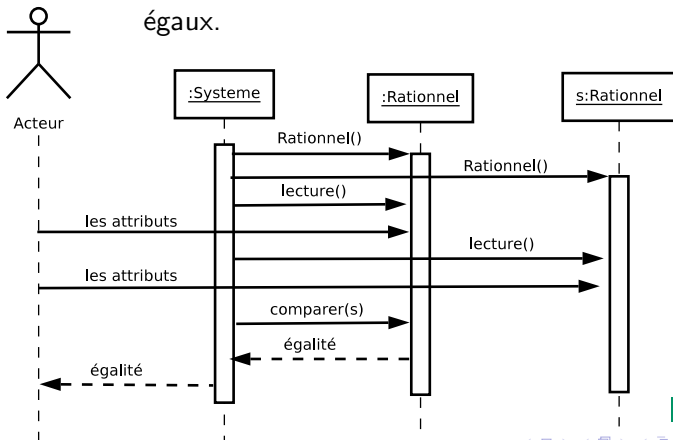 égaux.
:Systeme
:Rationnel
s:Rationnel
Acteur
Rationnel()
Rationnel()
lecture()
les attributs
lecture()
les attributs
comparer(s)
égalité
égalité